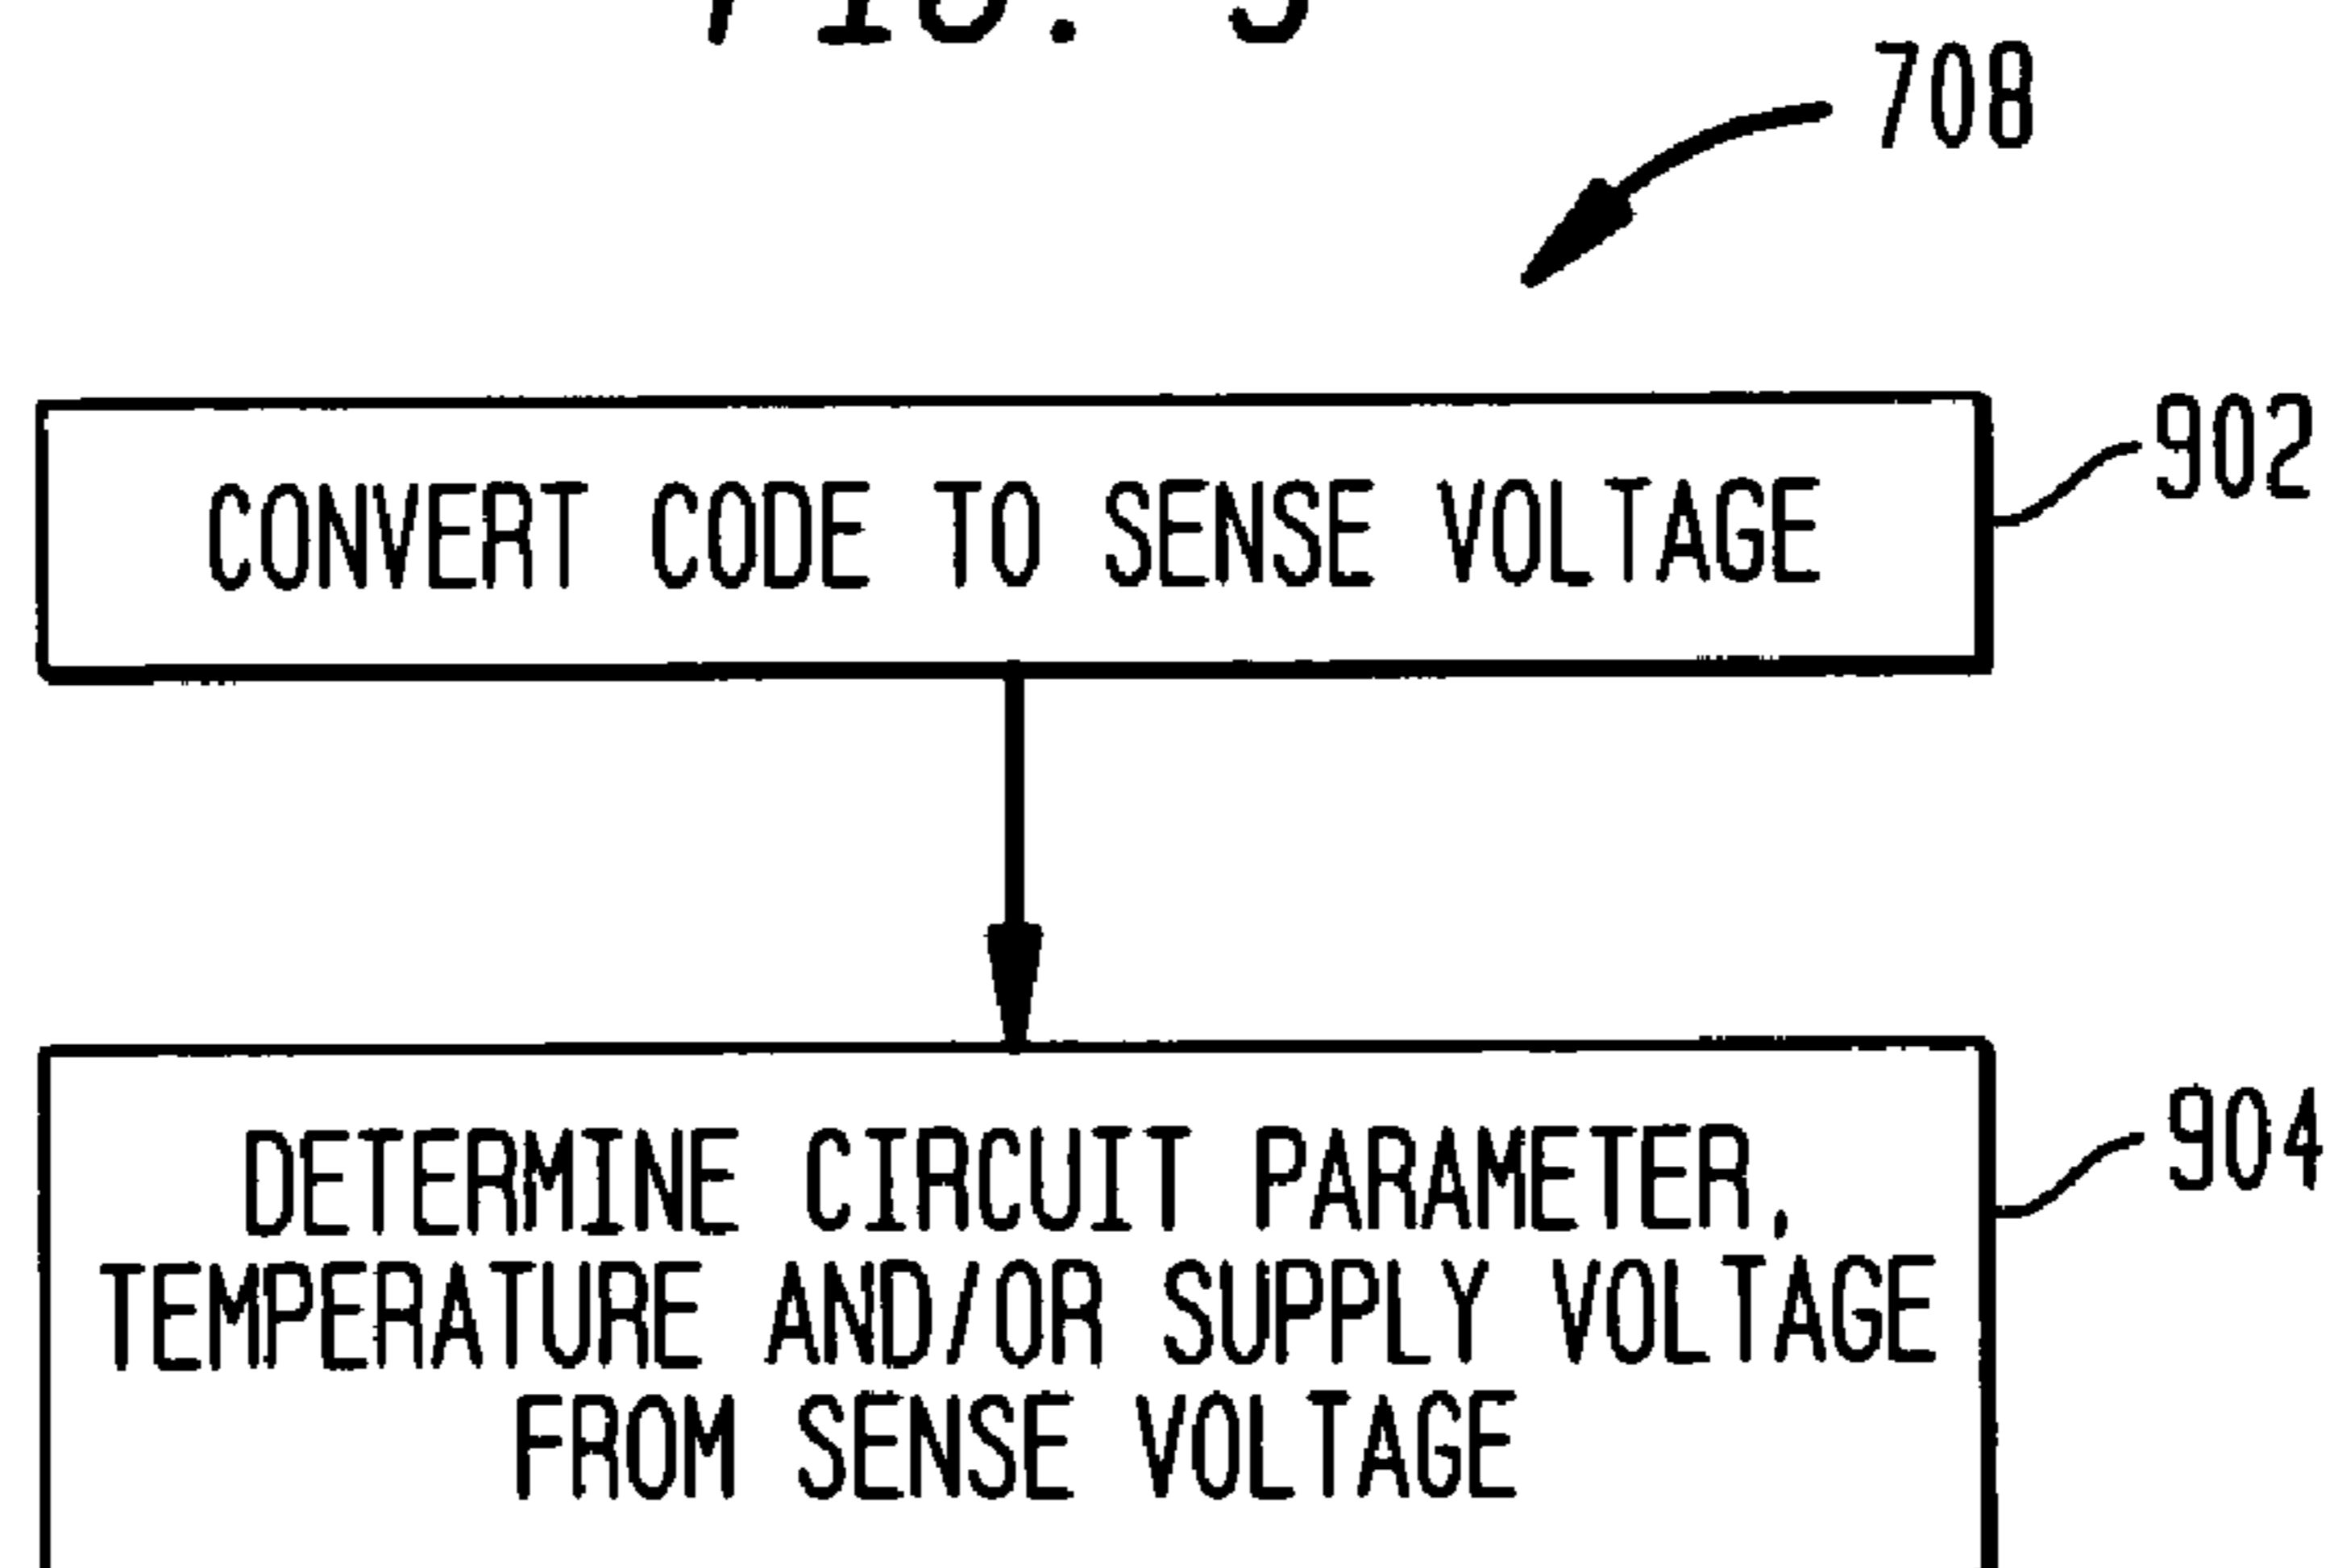 708
CONVERT CODE TO SENSE VOLTAGE
902
DETERMINE CIRCUIT PARAMETER,
TEMPERATURE AND/OR SUPPLY VOLTAGE
FROM SENSE VOLTAGE
904